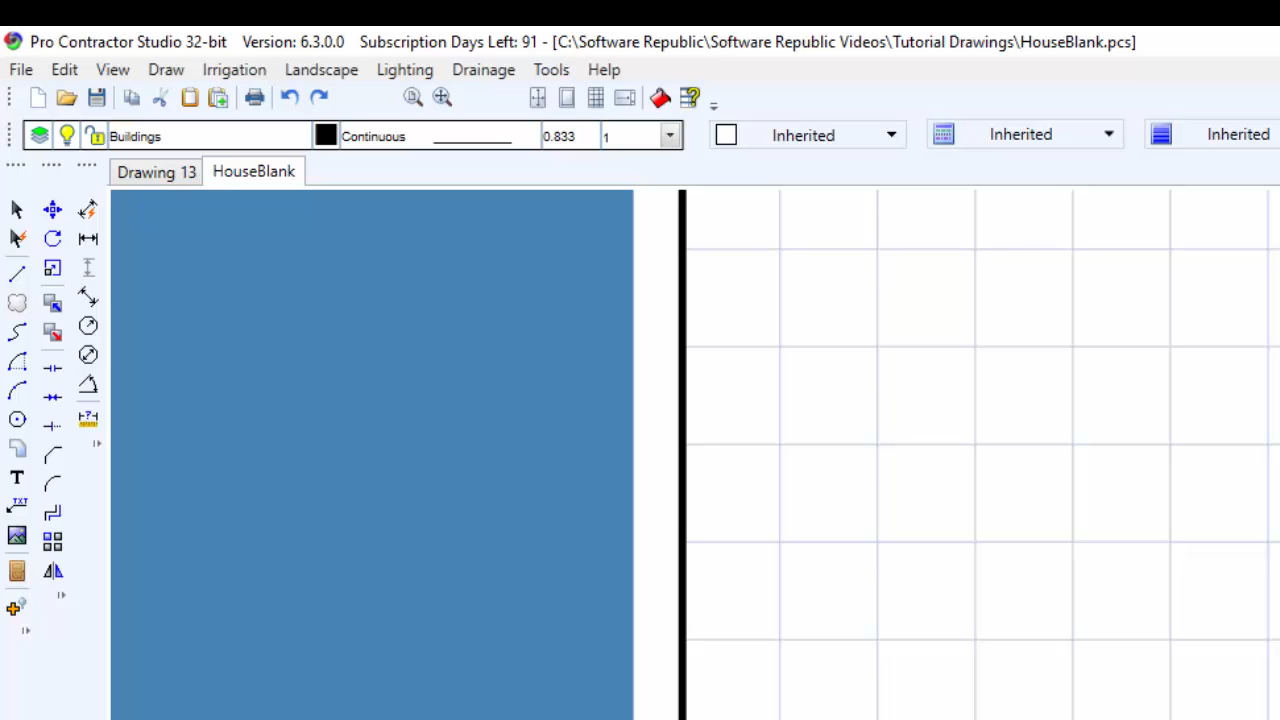 Pro Contractor Studio 32-bit Version: 6.3.0.0 Subscription Days Left: 91 - [C:\Software Republic\Software Republic Videos\Tutorial Drawings\HouseBlank.pcs]
File Edit View Draw Irrigation Landscape Lighting Drainage Tools Help
Buildings Continuous 0.833 1 Inherited Inherited Inherited
Drawing 13 HouseBlank
T
TXT